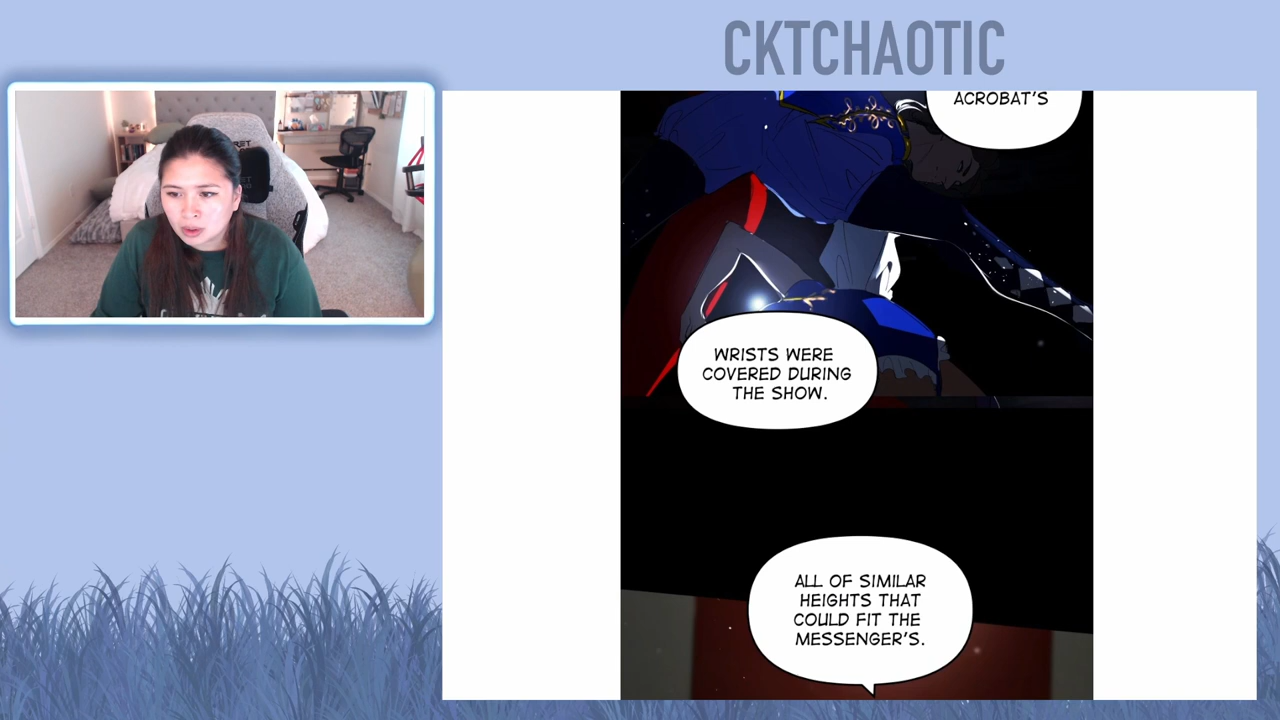 CKTCHAOTIC
ACROBAT'S
WRISTS WERE
COVERED DURING
THE SHOW.
ALL OF SIMILAR
HEIGHTS THAT
COULD FIT THE
MESSENGER'S.